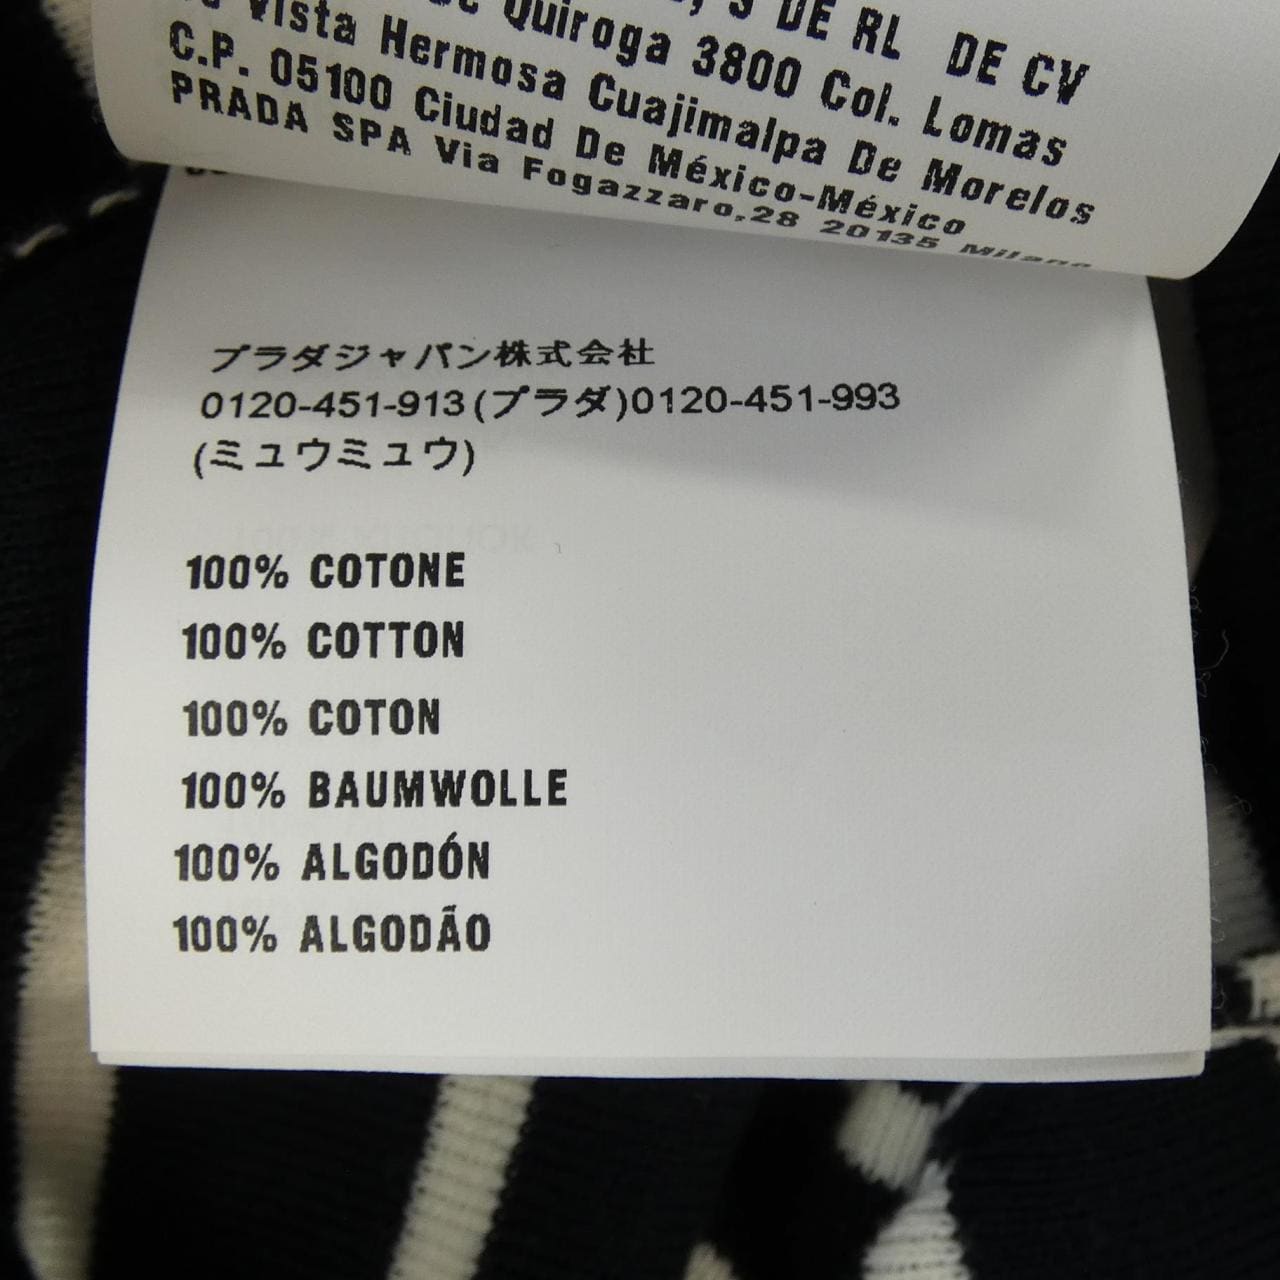 S DE RL DE CV
Quiroga 3800 Col. Lomas
Vista Hermosa Cuajimalpa De Morelos
C.P. 05100 Ciudad De México-México
PRADA SPA Via Fogazzaro,28 20135 Milano
プラダジャパン株式会社
0120-451-913(プラダ)0120-451-993
(ミュウミュウ)
100% COTONE
100% COTTON
100% COTON
100% BAUMWOLLE
100% ALGODÓN
100% ALGODÃO